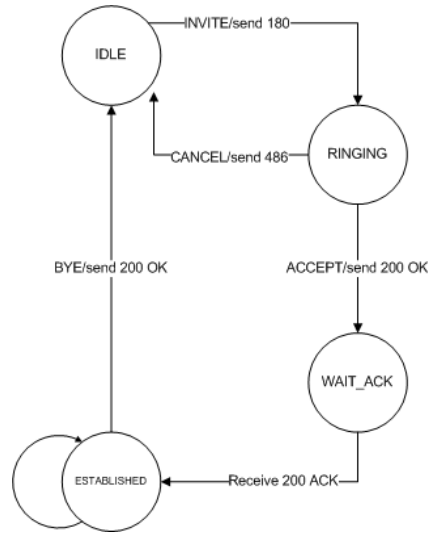 INVITE/send 180
IDLE
RINGING
CANCEL/send 486
BYE/send 200 OK
ACCEPT/send 200 OK
WAIT_ACK
ESTABLISHED
Receive 200 ACK